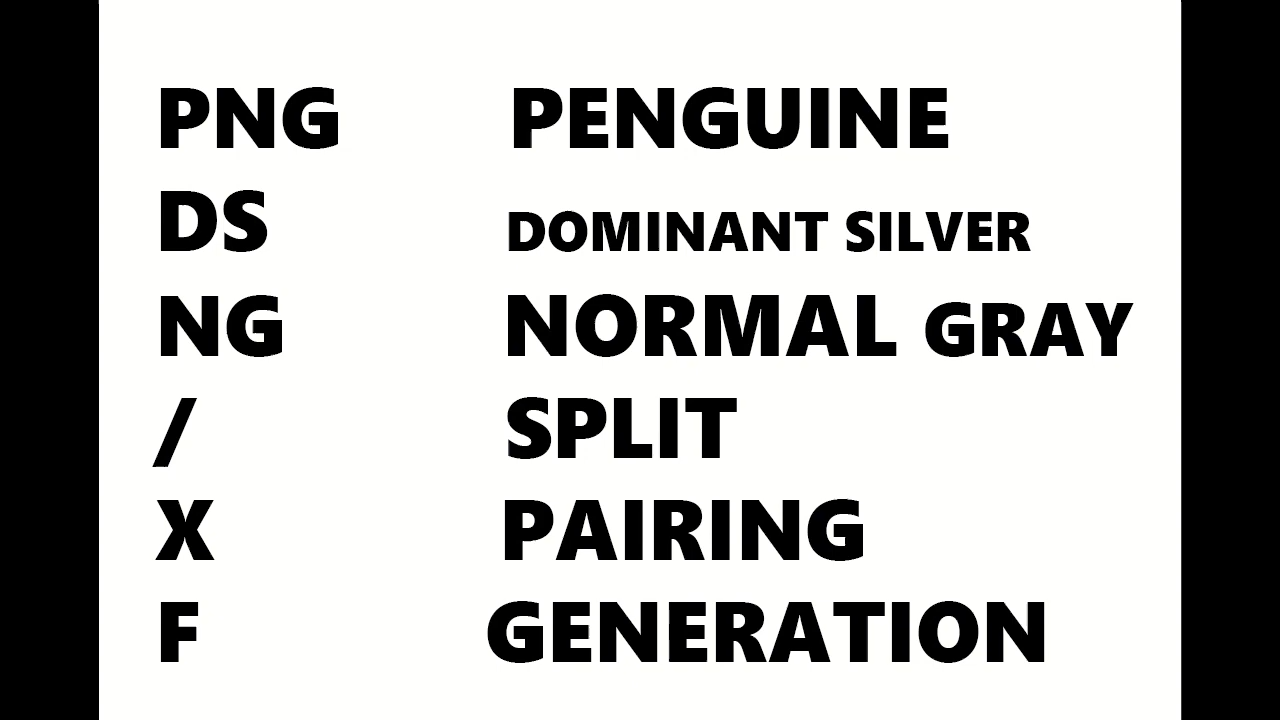 PNG PENGUINE
DS DOMINANT SILVER
NG NORMAL GRAY
/ SPLIT
X PAIRING
F GENERATION